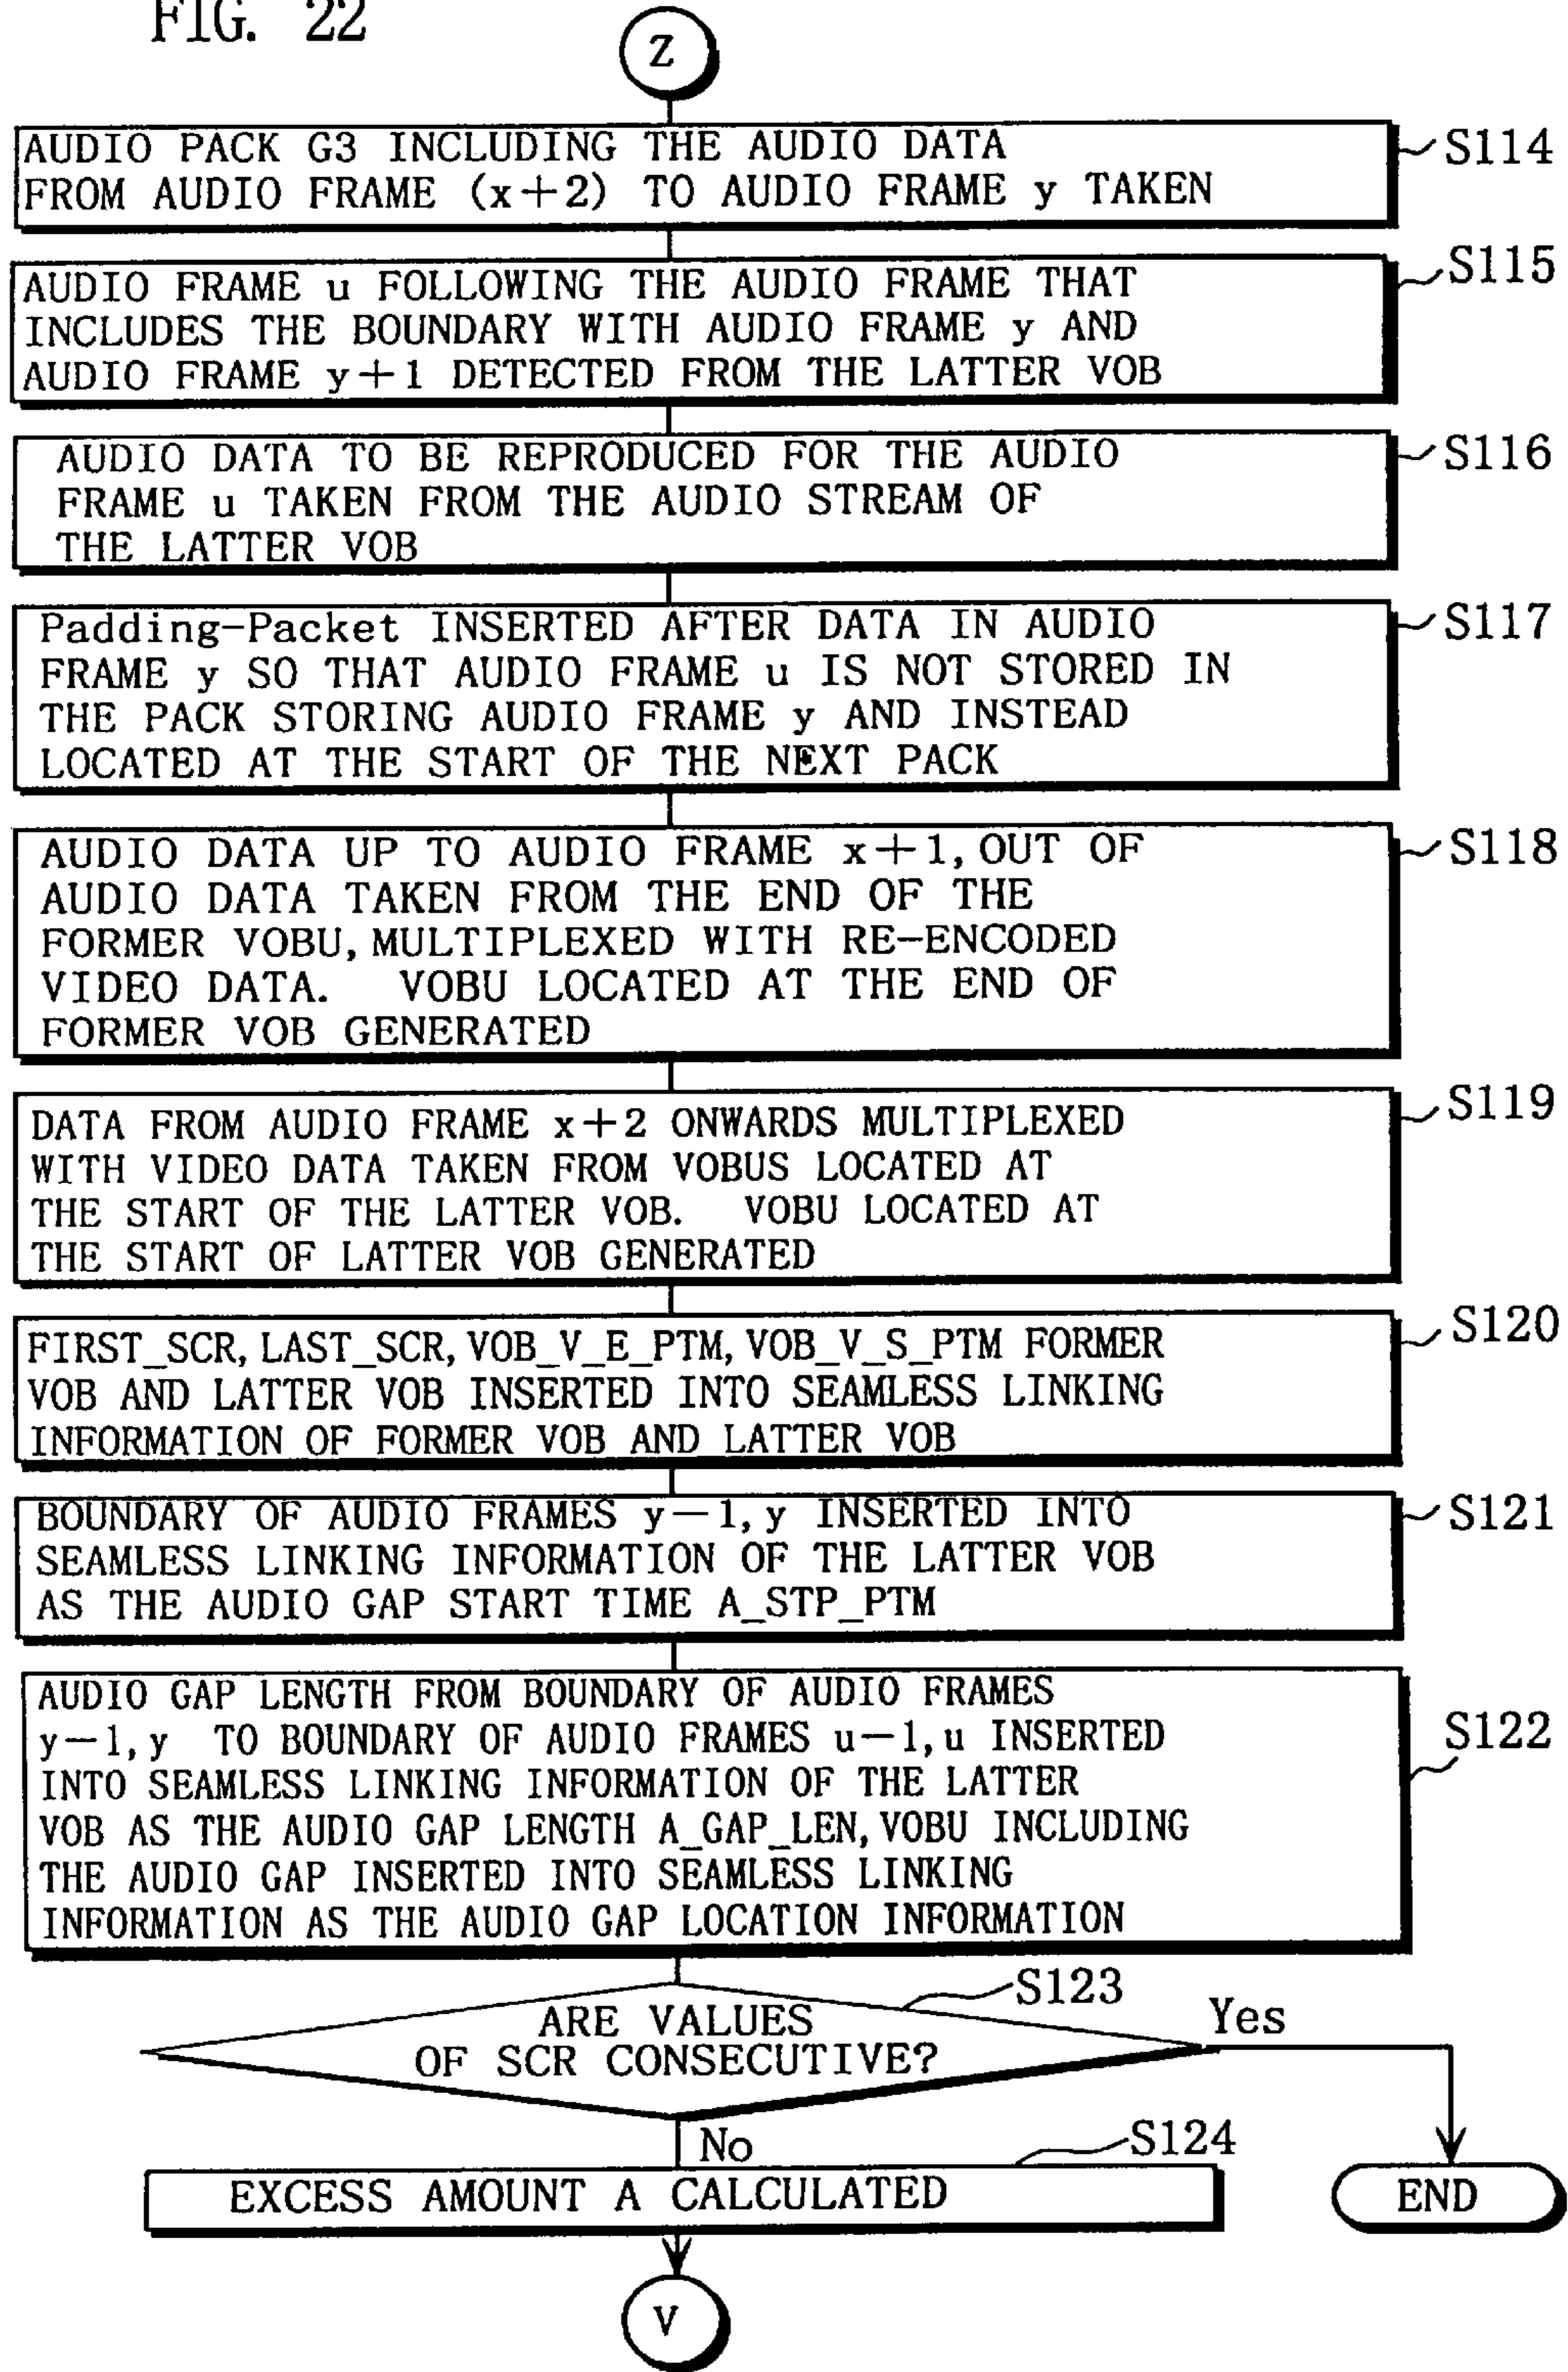 FIG. 22
Z
AUDIO PACK G3 INCLUDING THE AUDIO DATA
FROM AUDIO FRAME (x+2) TO AUDIO FRAME y TAKEN
S114
AUDIO FRAME u FOLLOWING THE AUDIO FRAME THAT
INCLUDES THE BOUNDARY WITH AUDIO FRAME y AND
AUDIO FRAME y+1 DETECTED FROM THE LATTER VOB
S115
AUDIO DATA TO BE REPRODUCED FOR THE AUDIO
FRAME u TAKEN FROM THE AUDIO STREAM OF
THE LATTER VOB
S116
Padding-Packet INSERTED AFTER DATA IN AUDIO
FRAME y SO THAT AUDIO FRAME u IS NOT STORED IN
THE PACK STORING AUDIO FRAME y AND INSTEAD
LOCATED AT THE START OF THE NEXT PACK
S117
AUDIO DATA UP TO AUDIO FRAME x+1, OUT OF
AUDIO DATA TAKEN FROM THE END OF THE
FORMER VOBU, MULTIPLEXED WITH RE-ENCODED
VIDEO DATA. VOBU LOCATED AT THE END OF
FORMER VOB GENERATED
S118
DATA FROM AUDIO FRAME x+2 ONWARDS MULTIPLEXED
WITH VIDEO DATA TAKEN FROM VOBUS LOCATED AT
THE START OF THE LATTER VOB. VOBU LOCATED AT
THE START OF LATTER VOB GENERATED
S119
FIRST_SCR, LAST_SCR, VOB_V_E_PTM, VOB_V_S_PTM FORMER
VOB AND LATTER VOB INSERTED INTO SEAMLESS LINKING
INFORMATION OF FORMER VOB AND LATTER VOB
S120
BOUNDARY OF AUDIO FRAMES y-1, y INSERTED INTO
SEAMLESS LINKING INFORMATION OF THE LATTER VOB
AS THE AUDIO GAP START TIME A_STP_PTM
S121
AUDIO GAP LENGTH FROM BOUNDARY OF AUDIO FRAMES
y-1, y TO BOUNDARY OF AUDIO FRAMES u-1, u INSERTED
INTO SEAMLESS LINKING INFORMATION OF THE LATTER
VOB AS THE AUDIO GAP LENGTH A_GAP_LEN, VOBU INCLUDING
THE AUDIO GAP INSERTED INTO SEAMLESS LINKING
INFORMATION AS THE AUDIO GAP LOCATION INFORMATION
S122
S123
ARE VALUES
OF SCR CONSECUTIVE?
Yes
No
S124
EXCESS AMOUNT A CALCULATED
END
V